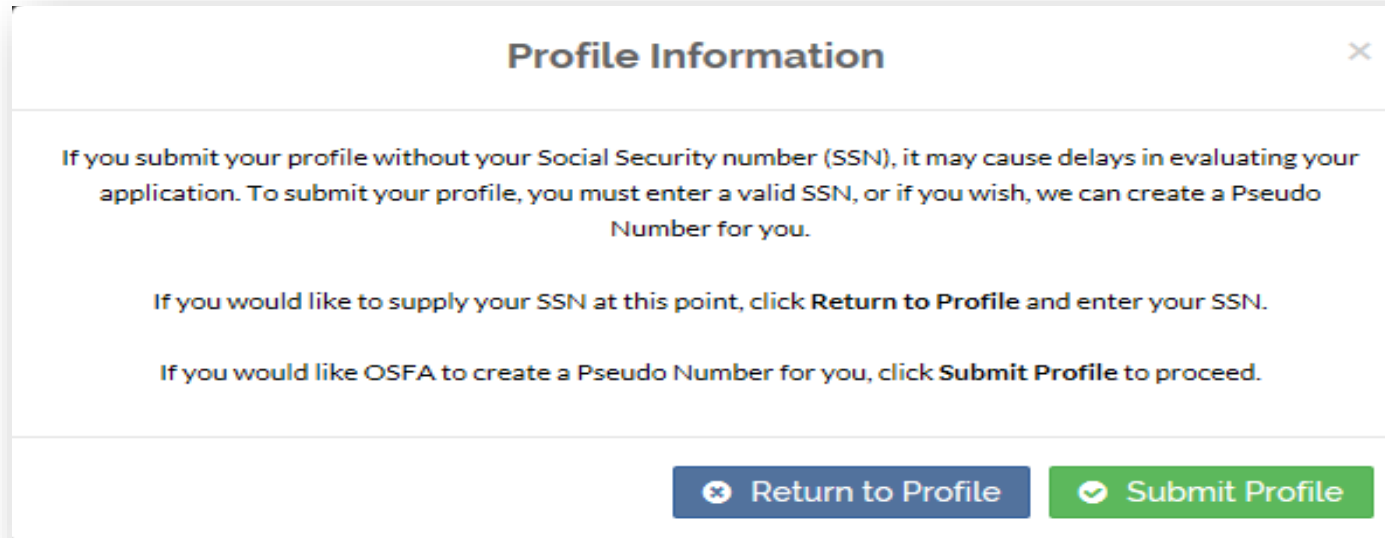 Profile Information
If you submit your profile without your Social Security number (SSN), it may cause delays in evaluating your
application. To submit your profile, you must enter a valid SSN, or if you wish, we can create a Pseudo
Number for you.
If you would like to supply your SSN at this point, click Return to Profile and enter your SSN.
If you would like OSFA to create a Pseudo Number for you, click Submit Profile to proceed.
Return to Profile
Submit Profile